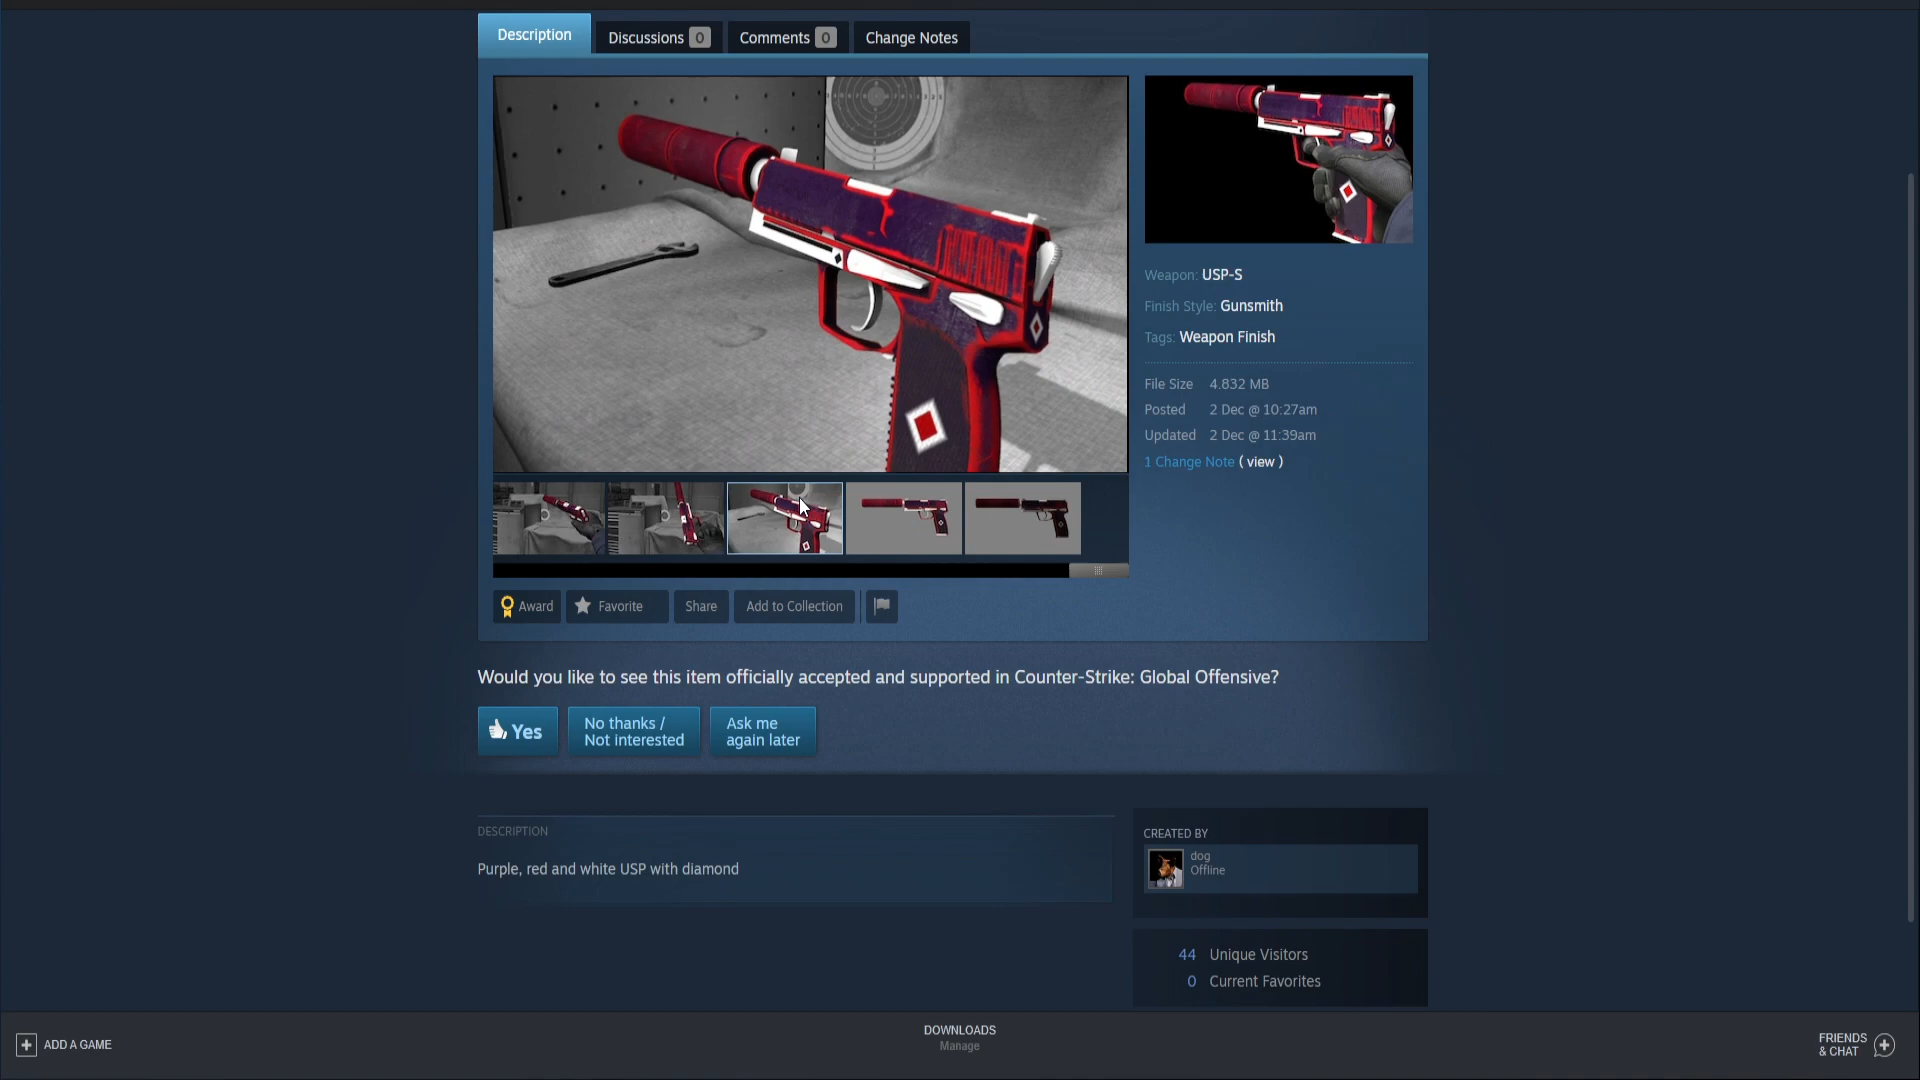 Description
Discussions 0
Comments 0
Change Notes
Weapon: USP-S
Finish Style: Gunsmith
Tags: Weapon Finish
File Size 4.832 MB
Posted 2 Dec @ 10:27am
Updated 2 Dec @ 11:39am
1 Change Note ( view )
Award
Favorite
Share
Add to Collection
Would you like to see this item officially accepted and supported in Counter-Strike: Global Offensive?
Yes
No thanks /
Not interested
Ask me
again later
DESCRIPTION
Purple, red and white USP with diamond
CREATED BY
dog
Offline
44 Unique Visitors
0 Current Favorites
ADD A GAME
DOWNLOADS
Manage
FRIENDS
& CHAT